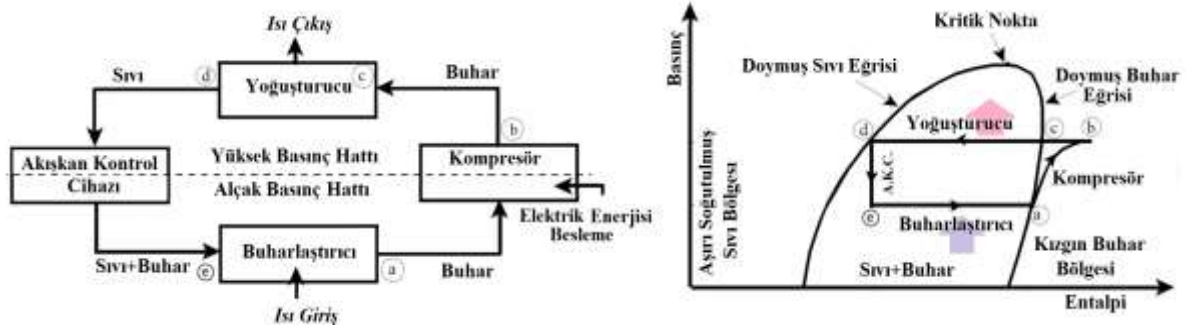 Isı Çıkış
Sıvı
d
c
Yoğuşturucu
Buhar
b
Akışkan Kontrol
Cihazı
Yüksek Basınç Hattı
Alçak Basınç Hattı
Kompresör
Elektrik Enerjisi
Besleme
Sıvı+Buhar
e
Buharlaştırıcı
a
Buhar
Isı Giriş
Basınç
Kritik Nokta
Doymuş Sıvı Eğrisi
Doymuş Buhar
Eğrisi
d
Yoğuşturucu
c
b
A.K.C.
Kompresör
e
Buharlaştırıcı
a
Aşırı Soğutulmuş
Sıvı Bölgesi
Sıvı+Buhar
Kızgın Buhar
Bölgesi
Entalpi